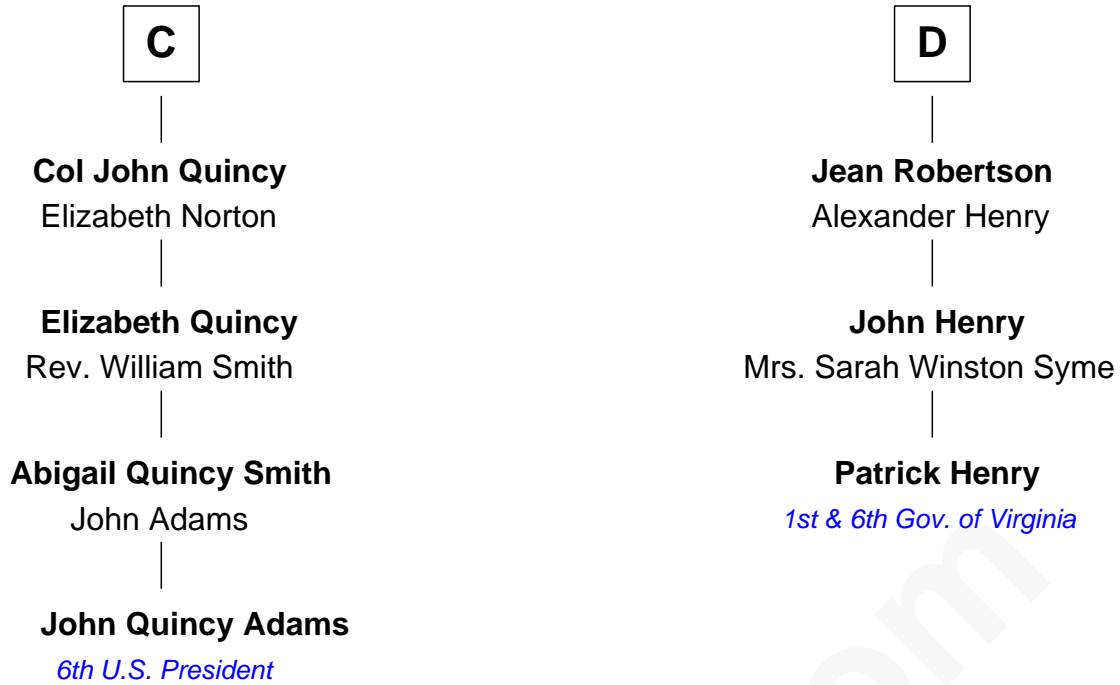 C
Col John Quincy
Elizabeth Norton
Elizabeth Quincy
Rev. William Smith
Abigail Quincy Smith
John Adams
John Quincy Adams
6th U.S. President
D
Jean Robertson
Alexander Henry
John Henry
Mrs. Sarah Winston Syme
Patrick Henry
1st & 6th Gov. of Virginia
om